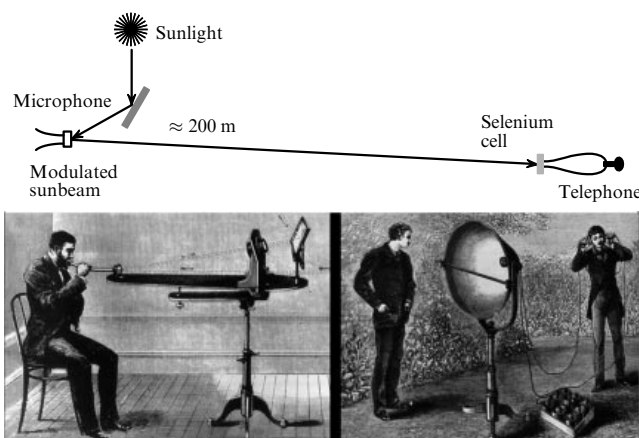 Sunlight
Microphone
≈ 200 m
Selenium
cell
Modulated
sunbeam
Telephone